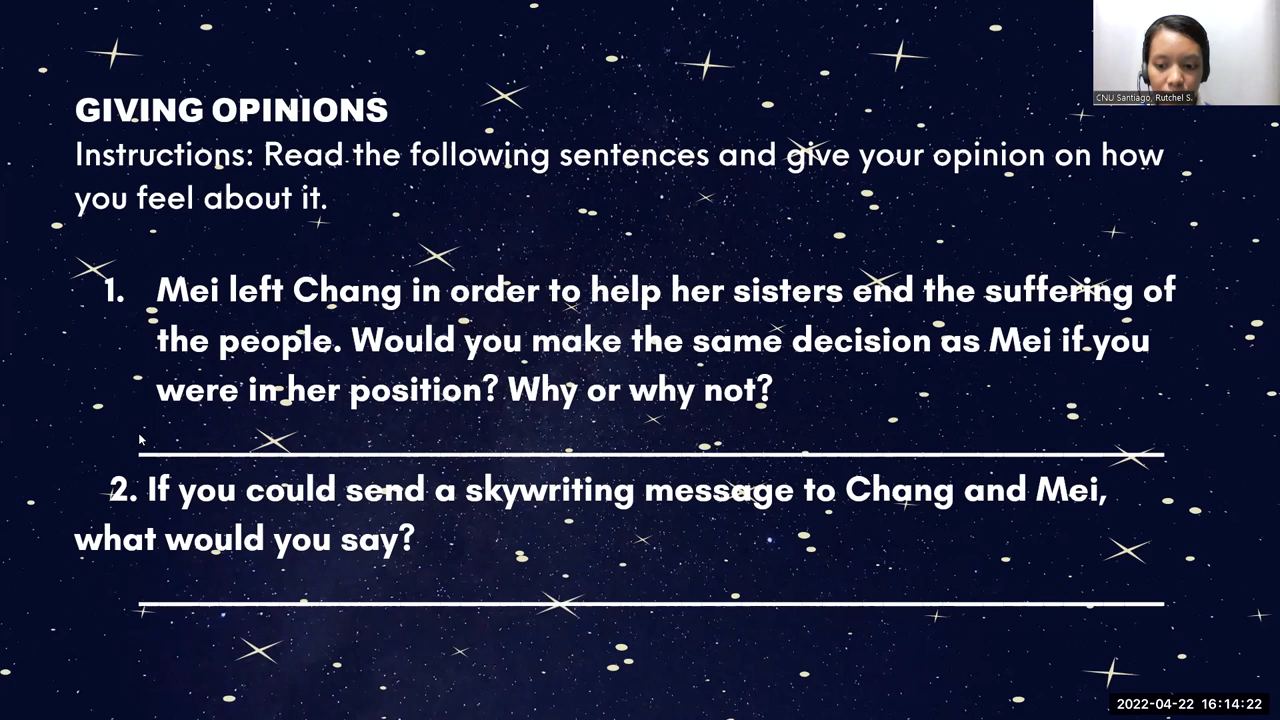 CNU Santiago, Rutchel S.
GIVING OPINIONS
Instructions: Read the following sentences and give your opinion on how
you feel about it.
1. Mei left Chang in order to help her sisters end the suffering of
the people. Would you make the same decision as Mei if you
were in her position? Why or why not?
2. If you could send a skywriting message to Chang and Mei,
what would you say?
2022-04-22 16:14:22